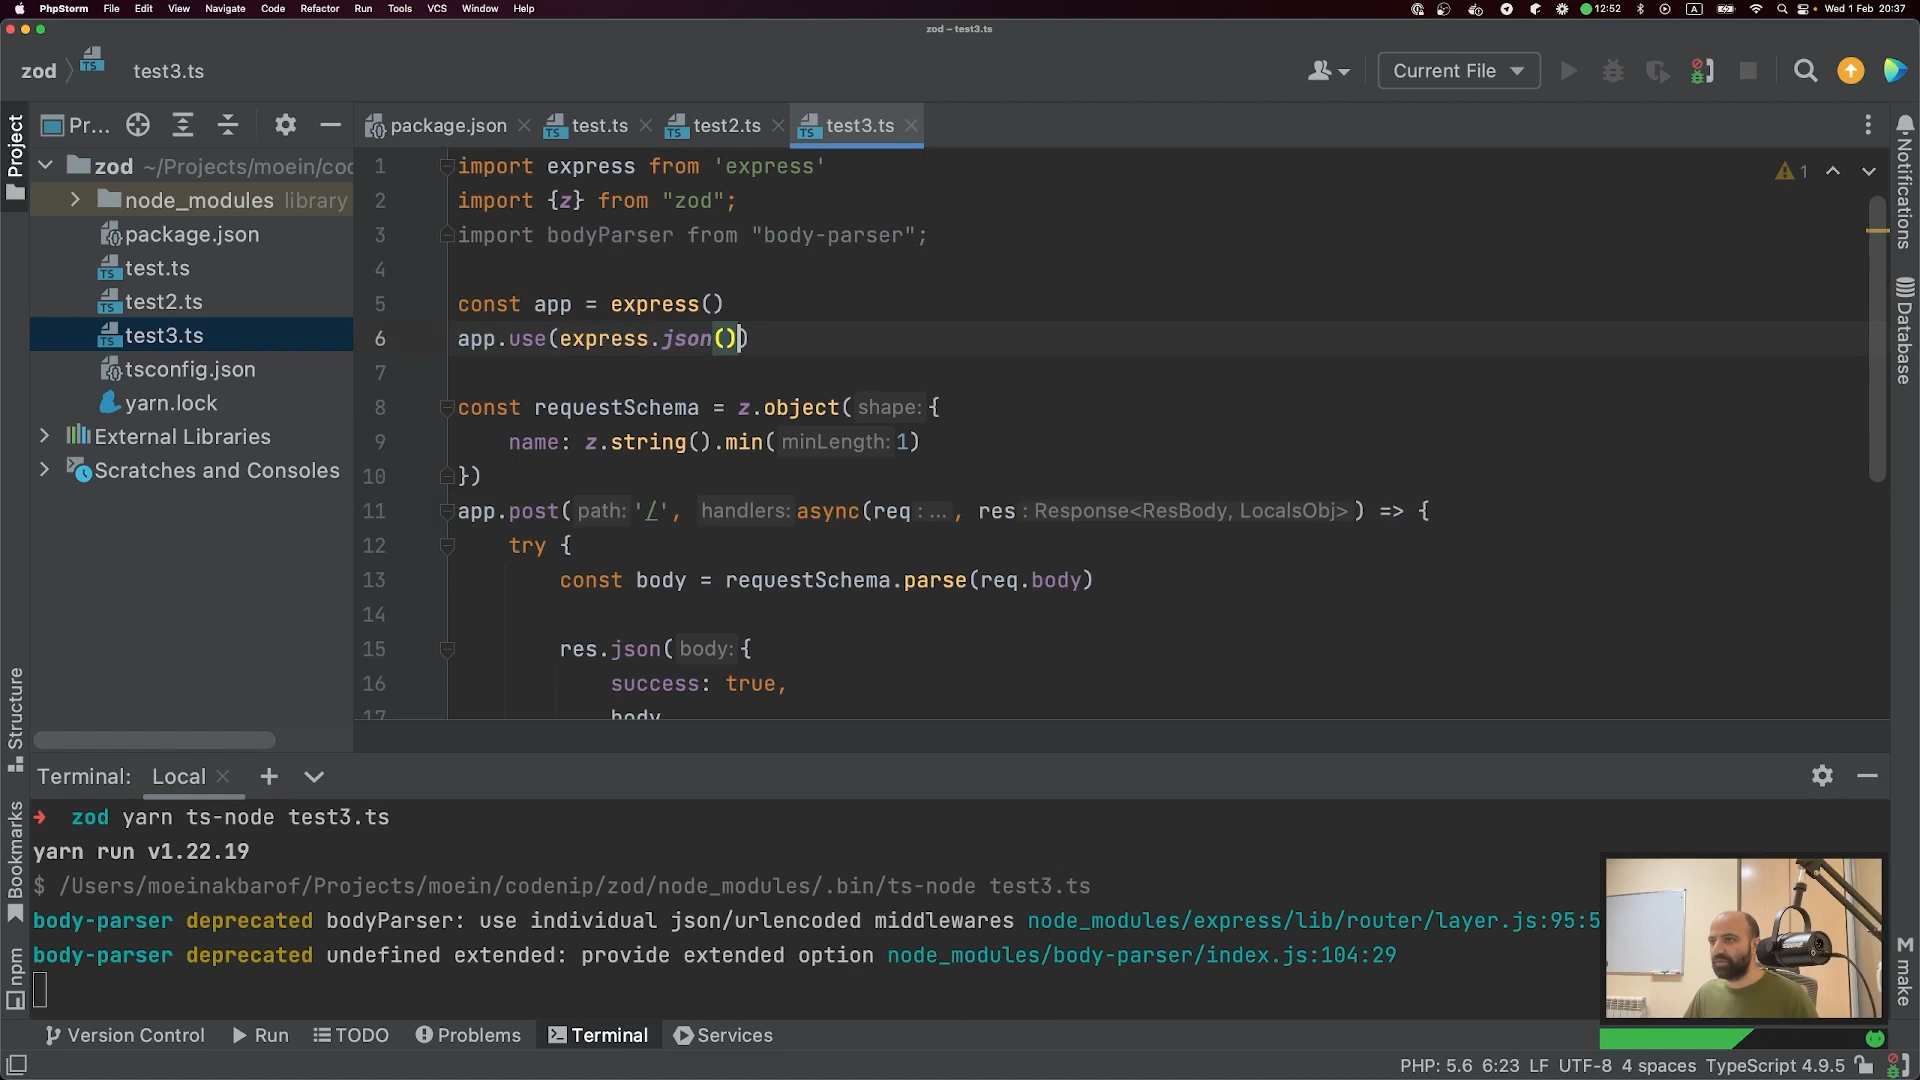 PhpStorm File Edit View Navigate Code Refactor Run Tools VCS Window Help
12:52 A Wed 1 Feb 20:37
zod – test3.ts
zod test3.ts
Current File
Project
Pr...
package.json test.ts test2.ts test3.ts
zod ~/Projects/moein/cod
node_modules library
package.json
test.ts
test2.ts
test3.ts
tsconfig.json
yarn.lock
External Libraries
Scratches and Consoles
1 import express from 'express'
2 import {z} from "zod";
3 import bodyParser from "body-parser";
4
5 const app = express()
6 app.use(express.json())
7
8 const requestSchema = z.object( shape: {
9 name: z.string().min( minLength: 1)
10 })
11 app.post( path: '/', handlers: async(req : ... , res : Response<ResBody, LocalsObj> ) => {
12 try {
13 const body = requestSchema.parse(req.body)
14
15 res.json( body: {
16 success: true,
17 body
1
Notifications
Database
make
Structure
Bookmarks
npm
Terminal: Local
zod yarn ts-node test3.ts
yarn run v1.22.19
$ /Users/moeinakbarof/Projects/moein/codenip/zod/node_modules/.bin/ts-node test3.ts
body-parser deprecated bodyParser: use individual json/urlencoded middlewares node_modules/express/lib/router/layer.js:95:5
body-parser deprecated undefined extended: provide extended option node_modules/body-parser/index.js:104:29
Version Control Run TODO Problems Terminal Services
PHP: 5.6 6:23 LF UTF-8 4 spaces TypeScript 4.9.5